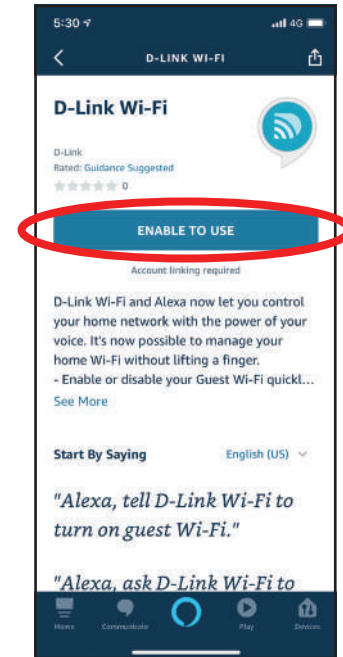 5:30
4G
D-LINK WI-FI
D-Link Wi-Fi
D-Link
Rated: Guidance Suggested
0
ENABLE TO USE
Account linking required
D-Link Wi-Fi and Alexa now let you control
your home network with the power of your
voice. It's now possible to manage your
home Wi-Fi without lifting a finger.
- Enable or disable your Guest Wi-Fi quickl...
See More
Start By Saying English (US)
"Alexa, tell D-Link Wi-Fi to
turn on guest Wi-Fi."
"Alexa, ask D-Link Wi-Fi to
Home Communicate Play Devices